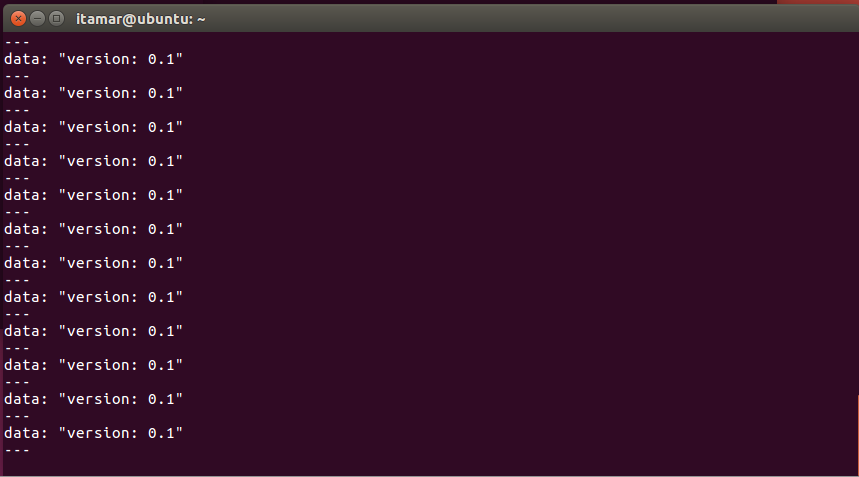 itamar@ubuntu: ~
---
data: "version: 0.1"
---
data: "version: 0.1"
---
data: "version: 0.1"
---
data: "version: 0.1"
---
data: "version: 0.1"
---
data: "version: 0.1"
---
data: "version: 0.1"
---
data: "version: 0.1"
---
data: "version: 0.1"
---
data: "version: 0.1"
---
data: "version: 0.1"
---
data: "version: 0.1"
---